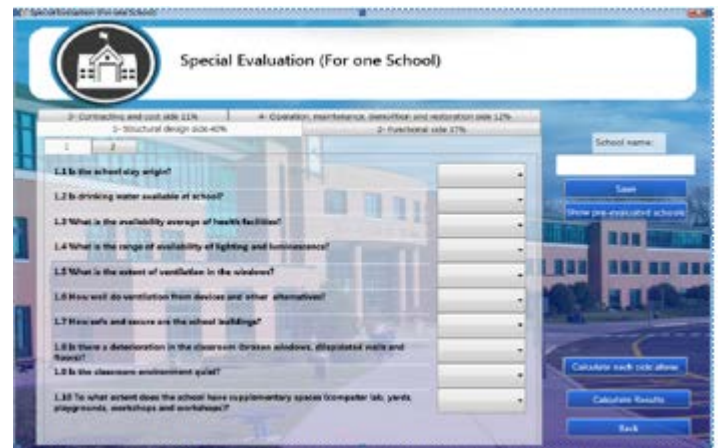 Special Evaluation (For one School)
Special Evaluation (For one School)
3- Contracting and cost side 11%
4- Operation, maintenance, demolition and restoration side 12%
1- Structural design side 40%
2- Functional side 37%
1
2
School name:
1.1 Is the school clay origin?
1.2 Is drinking water available at school?
Save
1.3 What is the availability average of health facilities?
Show pre-evaluated schools
1.4 What is the range of availability of lighting and luminescence?
1.5 What is the extent of ventilation in the windows?
1.6 How well do ventilation from devices and other alternatives?
1.7 How safe and secure are the school buildings?
1.8 Is there a deterioration in the classroom (broken windows, dilapidated walls and
floors)?
1.9 Is the classroom environment quiet?
Calculate each side alone
1.10 To what extent does the school have supplementary spaces (computer lab, yards,
playgrounds, workshops and workshops)?
Calculate Results
Back